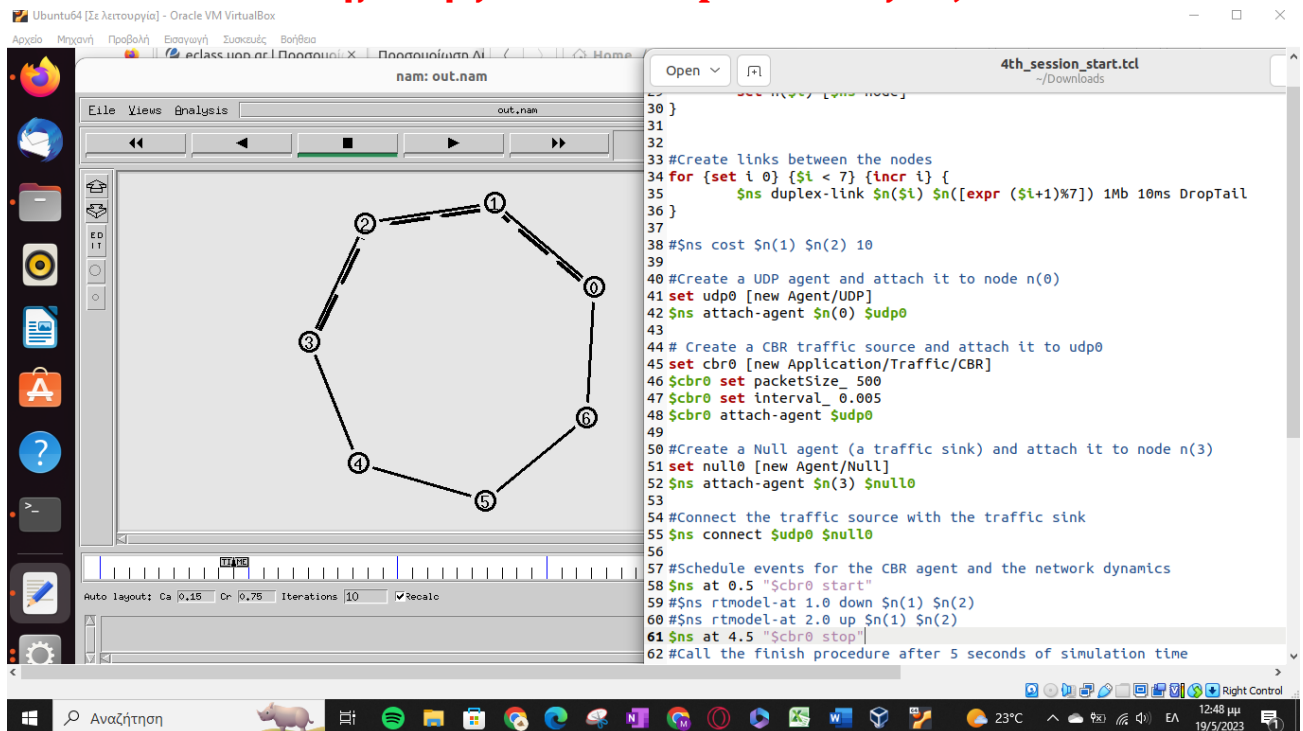 Ubuntu64 [Σε λειτουργία] - Oracle VM VirtualBox
Αρχείο Μηχανή Προβολή Εισαγωγή Συσκευές Βοήθεια
Home
nam: out.nam
File Views Analysis out.nam
ED
IT
1
2
0
3
6
4
5
TIME
Auto layout: Ca 0.15 Cr 0.75 Iterations 10 Recalc
Open
4th_session_start.tcl
~/Downloads
30 }
31
32
33 #Create links between the nodes
34 for {set i 0} {$i < 7} {incr i} {
35 $ns duplex-link $n($i) $n([expr ($i+1)%7]) 1Mb 10ms DropTail
36 }
37
38 #$ns cost $n(1) $n(2) 10
39
40 #Create a UDP agent and attach it to node n(0)
41 set udp0 [new Agent/UDP]
42 $ns attach-agent $n(0) $udp0
43
44 # Create a CBR traffic source and attach it to udp0
45 set cbr0 [new Application/Traffic/CBR]
46 $cbr0 set packetSize_ 500
47 $cbr0 set interval_ 0.005
48 $cbr0 attach-agent $udp0
49
50 #Create a Null agent (a traffic sink) and attach it to node n(3)
51 set null0 [new Agent/Null]
52 $ns attach-agent $n(3) $null0
53
54 #Connect the traffic source with the traffic sink
55 $ns connect $udp0 $null0
56
57 #Schedule events for the CBR agent and the network dynamics
58 $ns at 0.5 "$cbr0 start"
59 #$ns rtmodel-at 1.0 down $n(1) $n(2)
60 #$ns rtmodel-at 2.0 up $n(1) $n(2)
61 $ns at 4.5 "$cbr0 stop"
62 #Call the finish procedure after 5 seconds of simulation time
Right Control
Αναζήτηση
23°C
ΕΛ
12:48 μμ
19/5/2023